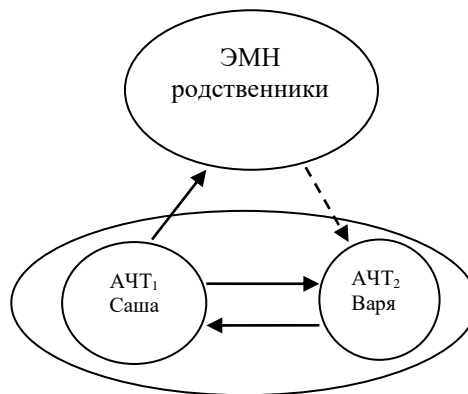 ЭМН
родственники
АЧТ₁
Саша
АЧТ₂
Варя